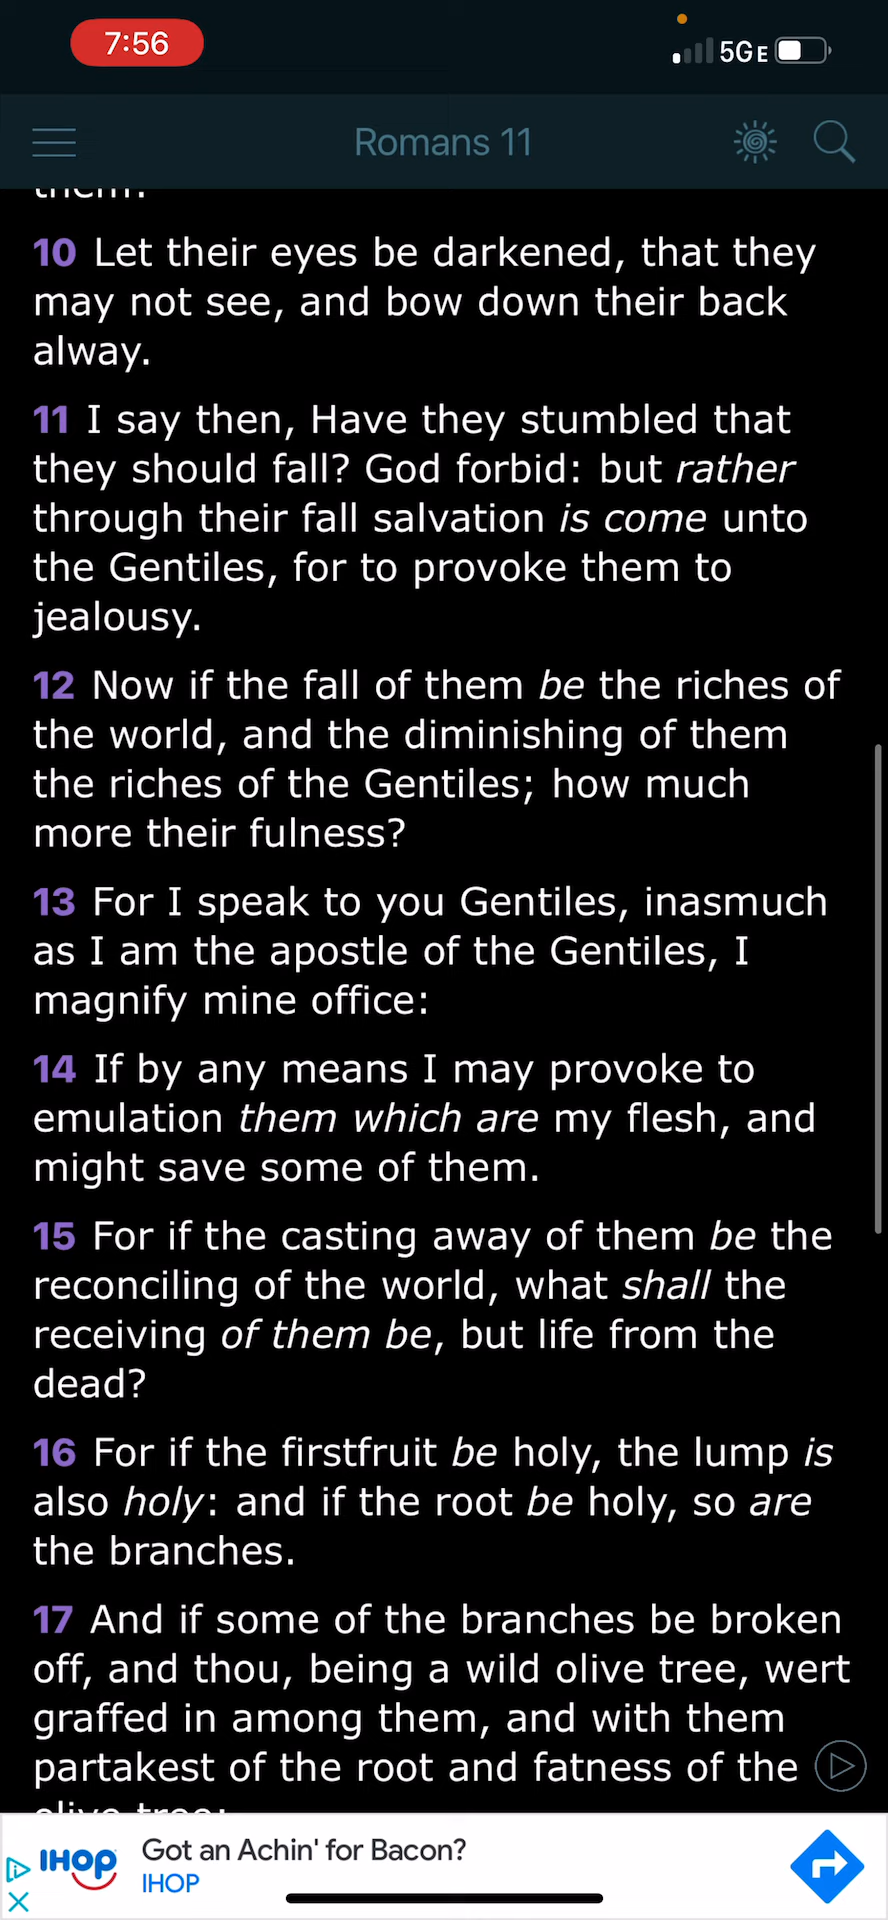 7:56
5GE
Romans 11
them:
10 Let their eyes be darkened, that they
may not see, and bow down their back
alway.
11 I say then, Have they stumbled that
they should fall? God forbid: but rather
through their fall salvation is come unto
the Gentiles, for to provoke them to
jealousy.
12 Now if the fall of them be the riches of
the world, and the diminishing of them
the riches of the Gentiles; how much
more their fulness?
13 For I speak to you Gentiles, inasmuch
as I am the apostle of the Gentiles, I
magnify mine office:
14 If by any means I may provoke to
emulation them which are my flesh, and
might save some of them.
15 For if the casting away of them be the
reconciling of the world, what shall the
receiving of them be, but life from the
dead?
16 For if the firstfruit be holy, the lump is
also holy: and if the root be holy, so are
the branches.
17 And if some of the branches be broken
off, and thou, being a wild olive tree, wert
graffed in among them, and with them
partakest of the root and fatness of the
olive tree;
IHOP
Got an Achin' for Bacon?
IHOP